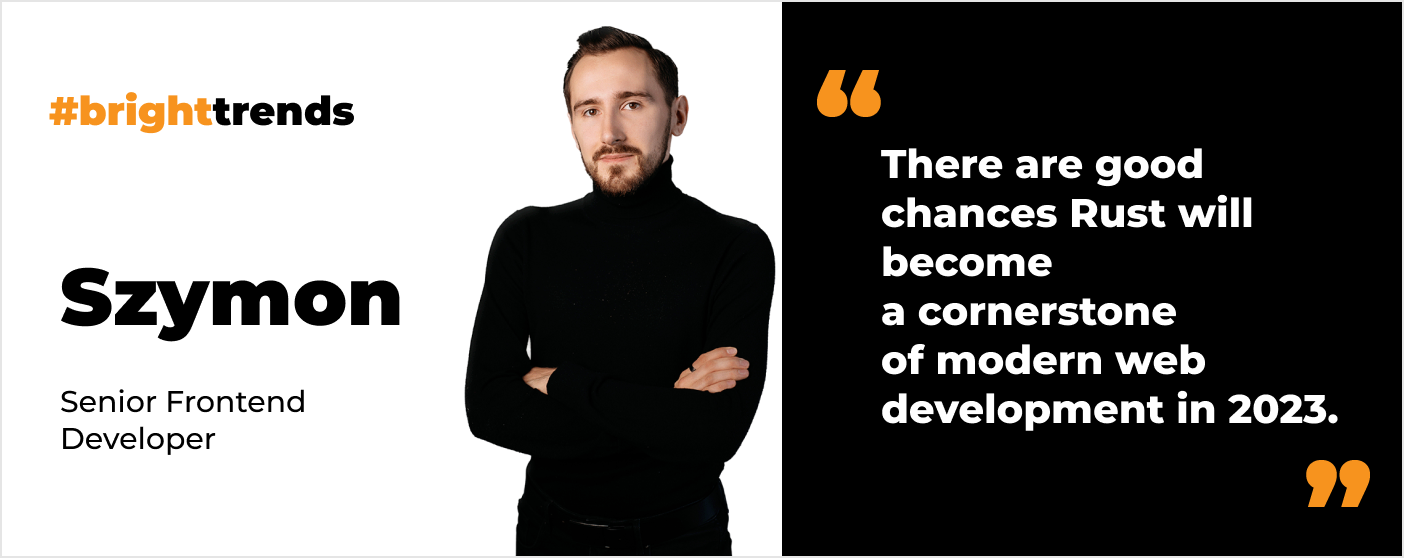 #brighttrends
Szymon
Senior Frontend
Developer
“
There are good
chances Rust will
become
a cornerstone
of modern web
development in 2023.
”